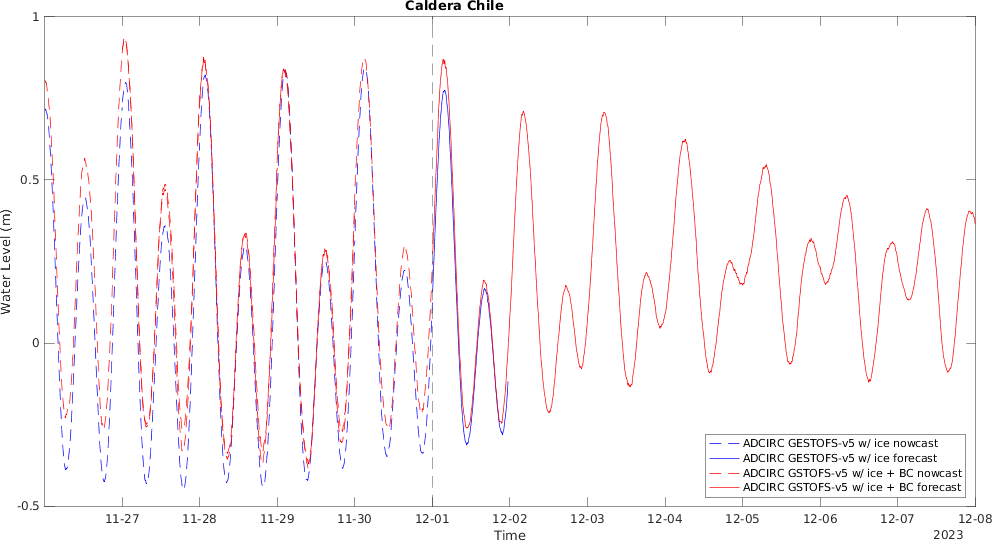 Caldera Chile
1
0.5
0
-0.5
Water Level (m)
11-27 11-28 11-29 11-30 12-01 12-02 12-03 12-04 12-05 12-06 12-07 12-08
Time
2023
ADCIRC GESTOFS-v5 w/ ice nowcast
ADCIRC GESTOFS-v5 w/ ice forecast
ADCIRC GSTOFS-v5 w/ ice + BC nowcast
ADCIRC GSTOFS-v5 w/ ice + BC forecast